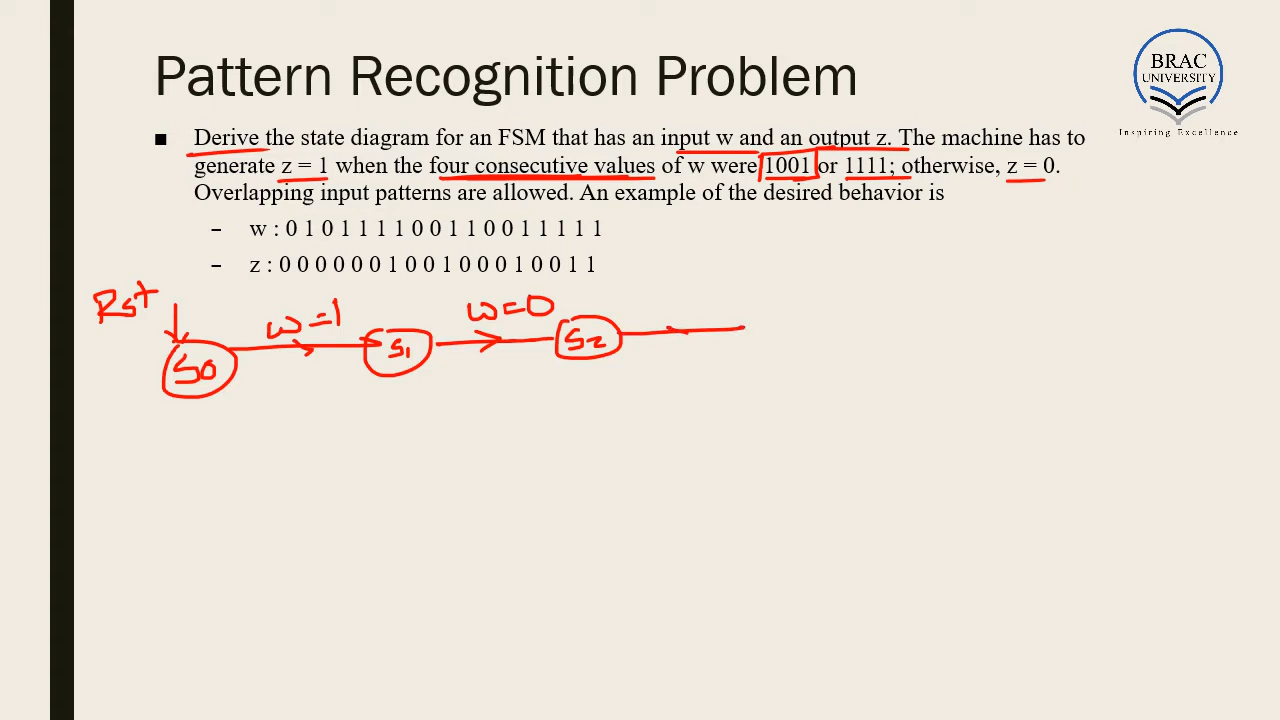 Pattern Recognition Problem
BRAC
UNIVERSITY
Inspiring Excellence
■ Derive the state diagram for an FSM that has an input w and an output z. The machine has to
generate z = 1 when the four consecutive values of w were 1001 or 1111; otherwise, z = 0.
Overlapping input patterns are allowed. An example of the desired behavior is
– w : 0 1 0 1 1 1 1 0 0 1 1 0 0 1 1 1 1 1
– z : 0 0 0 0 0 0 1 0 0 1 0 0 0 1 0 0 1 1
Rst
w=1
w=0
S0
S1
S2